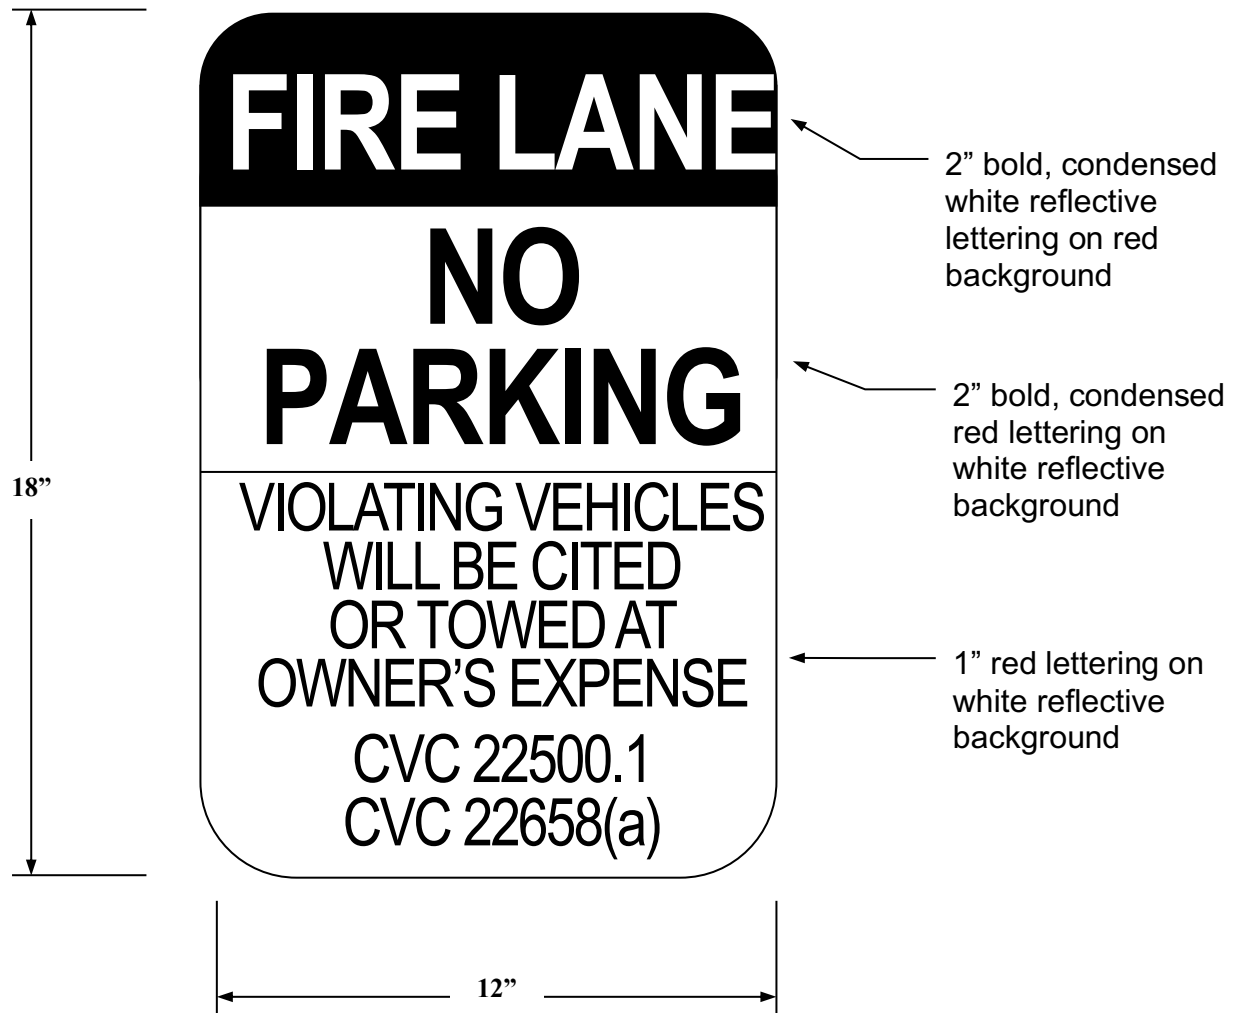 FIRE LANE
NO
PARKING
VIOLATING VEHICLES
WILL BE CITED
OR TOWED AT
OWNER’S EXPENSE
CVC 22500.1
CVC 22658(a)
2” bold, condensed
white reflective
lettering on red
background
2” bold, condensed
red lettering on
white reflective
background
1” red lettering on
white reflective
background
18”
12”